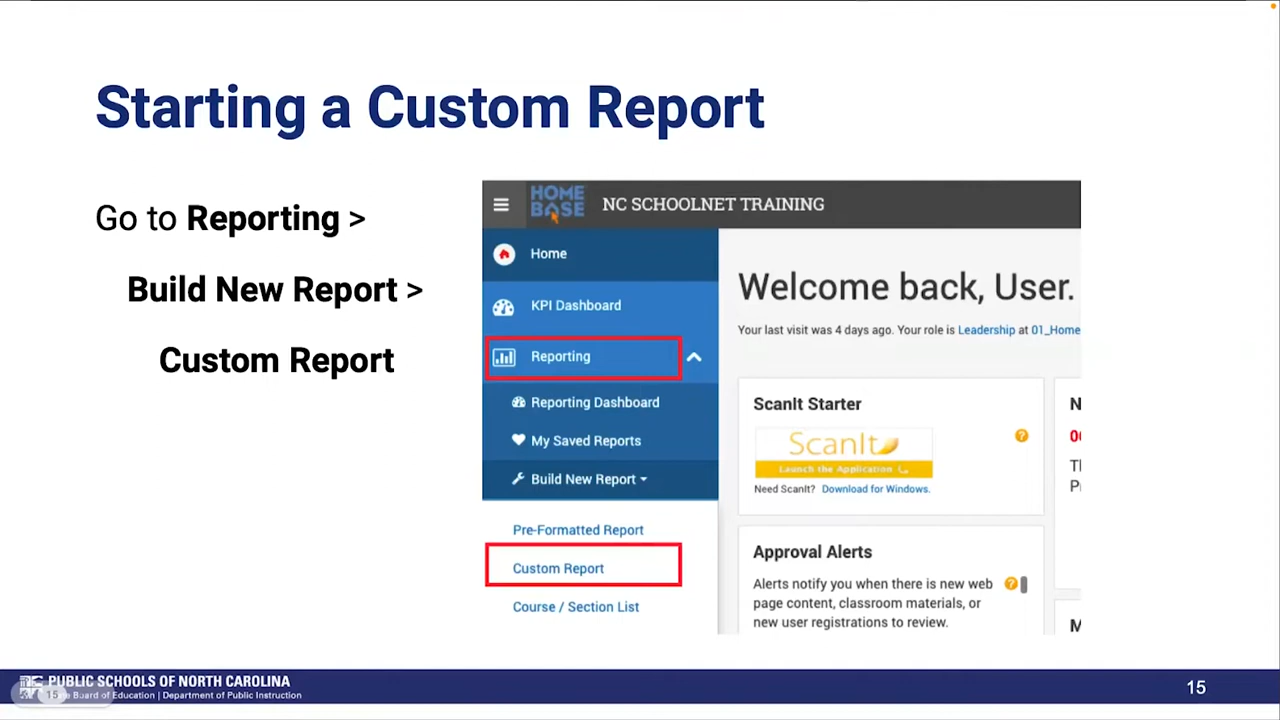 Starting a Custom Report
Go to Reporting >
Build New Report >
Custom Report
HOME
BASE
NC SCHOOLNET TRAINING
Home
KPI Dashboard
Reporting
Reporting Dashboard
My Saved Reports
Build New Report
Pre-Formatted Report
Custom Report
Course / Section List
Welcome back, User.
Your last visit was 4 days ago. Your role is Leadership at 01_Home
ScanIt Starter
ScanIt
Launch the Application
Need ScanIt? Download for Windows.
Approval Alerts
Alerts notify you when there is new web
page content, classroom materials, or
new user registrations to review.
N
M
PUBLIC SCHOOLS OF NORTH CAROLINA
Board of Education | Department of Public Instruction
15
15